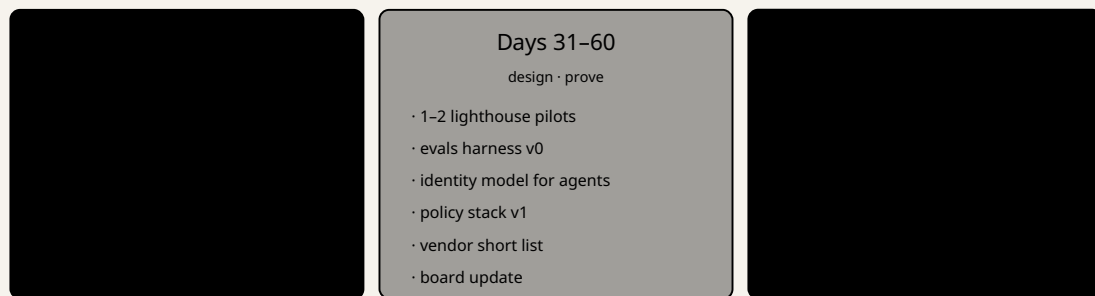 Days 31–60
design · prove
· 1–2 lighthouse pilots
· evals harness v0
· identity model for agents
· policy stack v1
· vendor short list
· board update